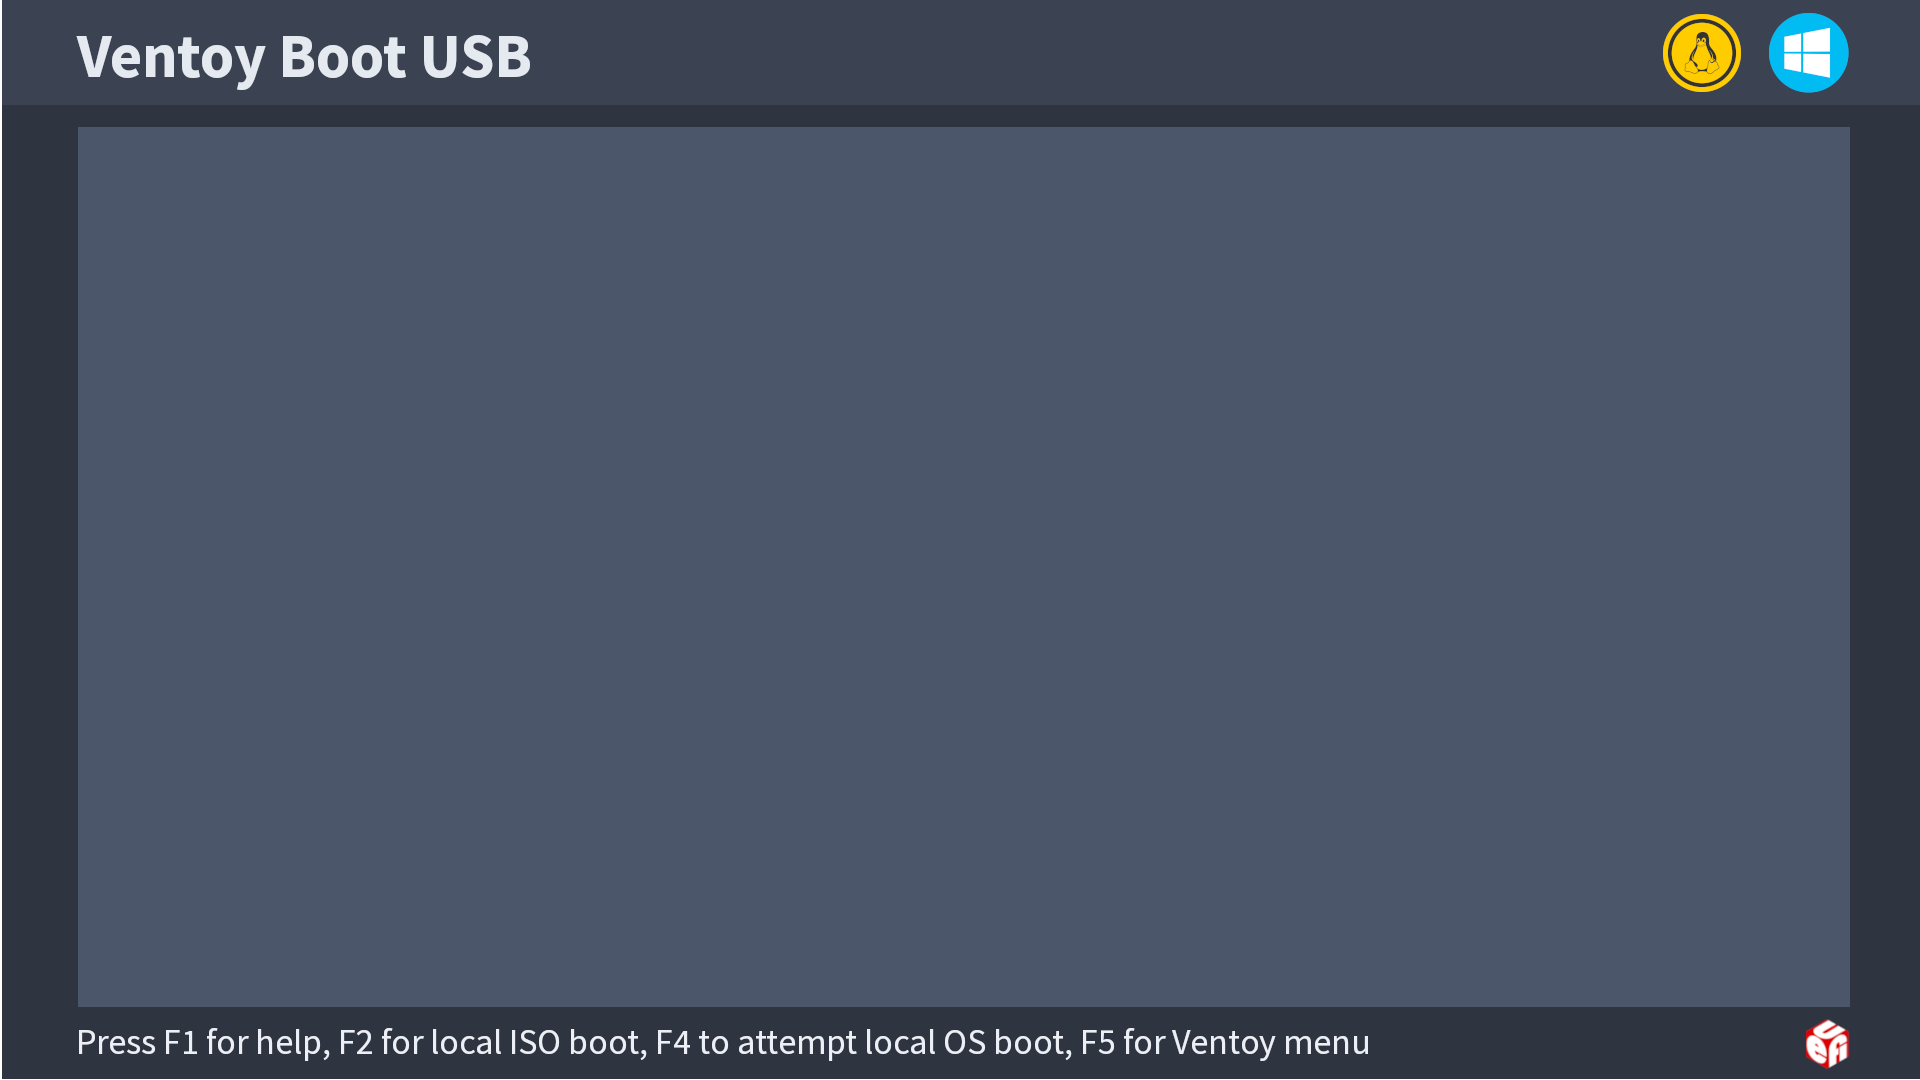 Ventoy Boot USB
Press F1 for help, F2 for local ISO boot, F4 to attempt local OS boot, F5 for Ventoy menu
UEFI